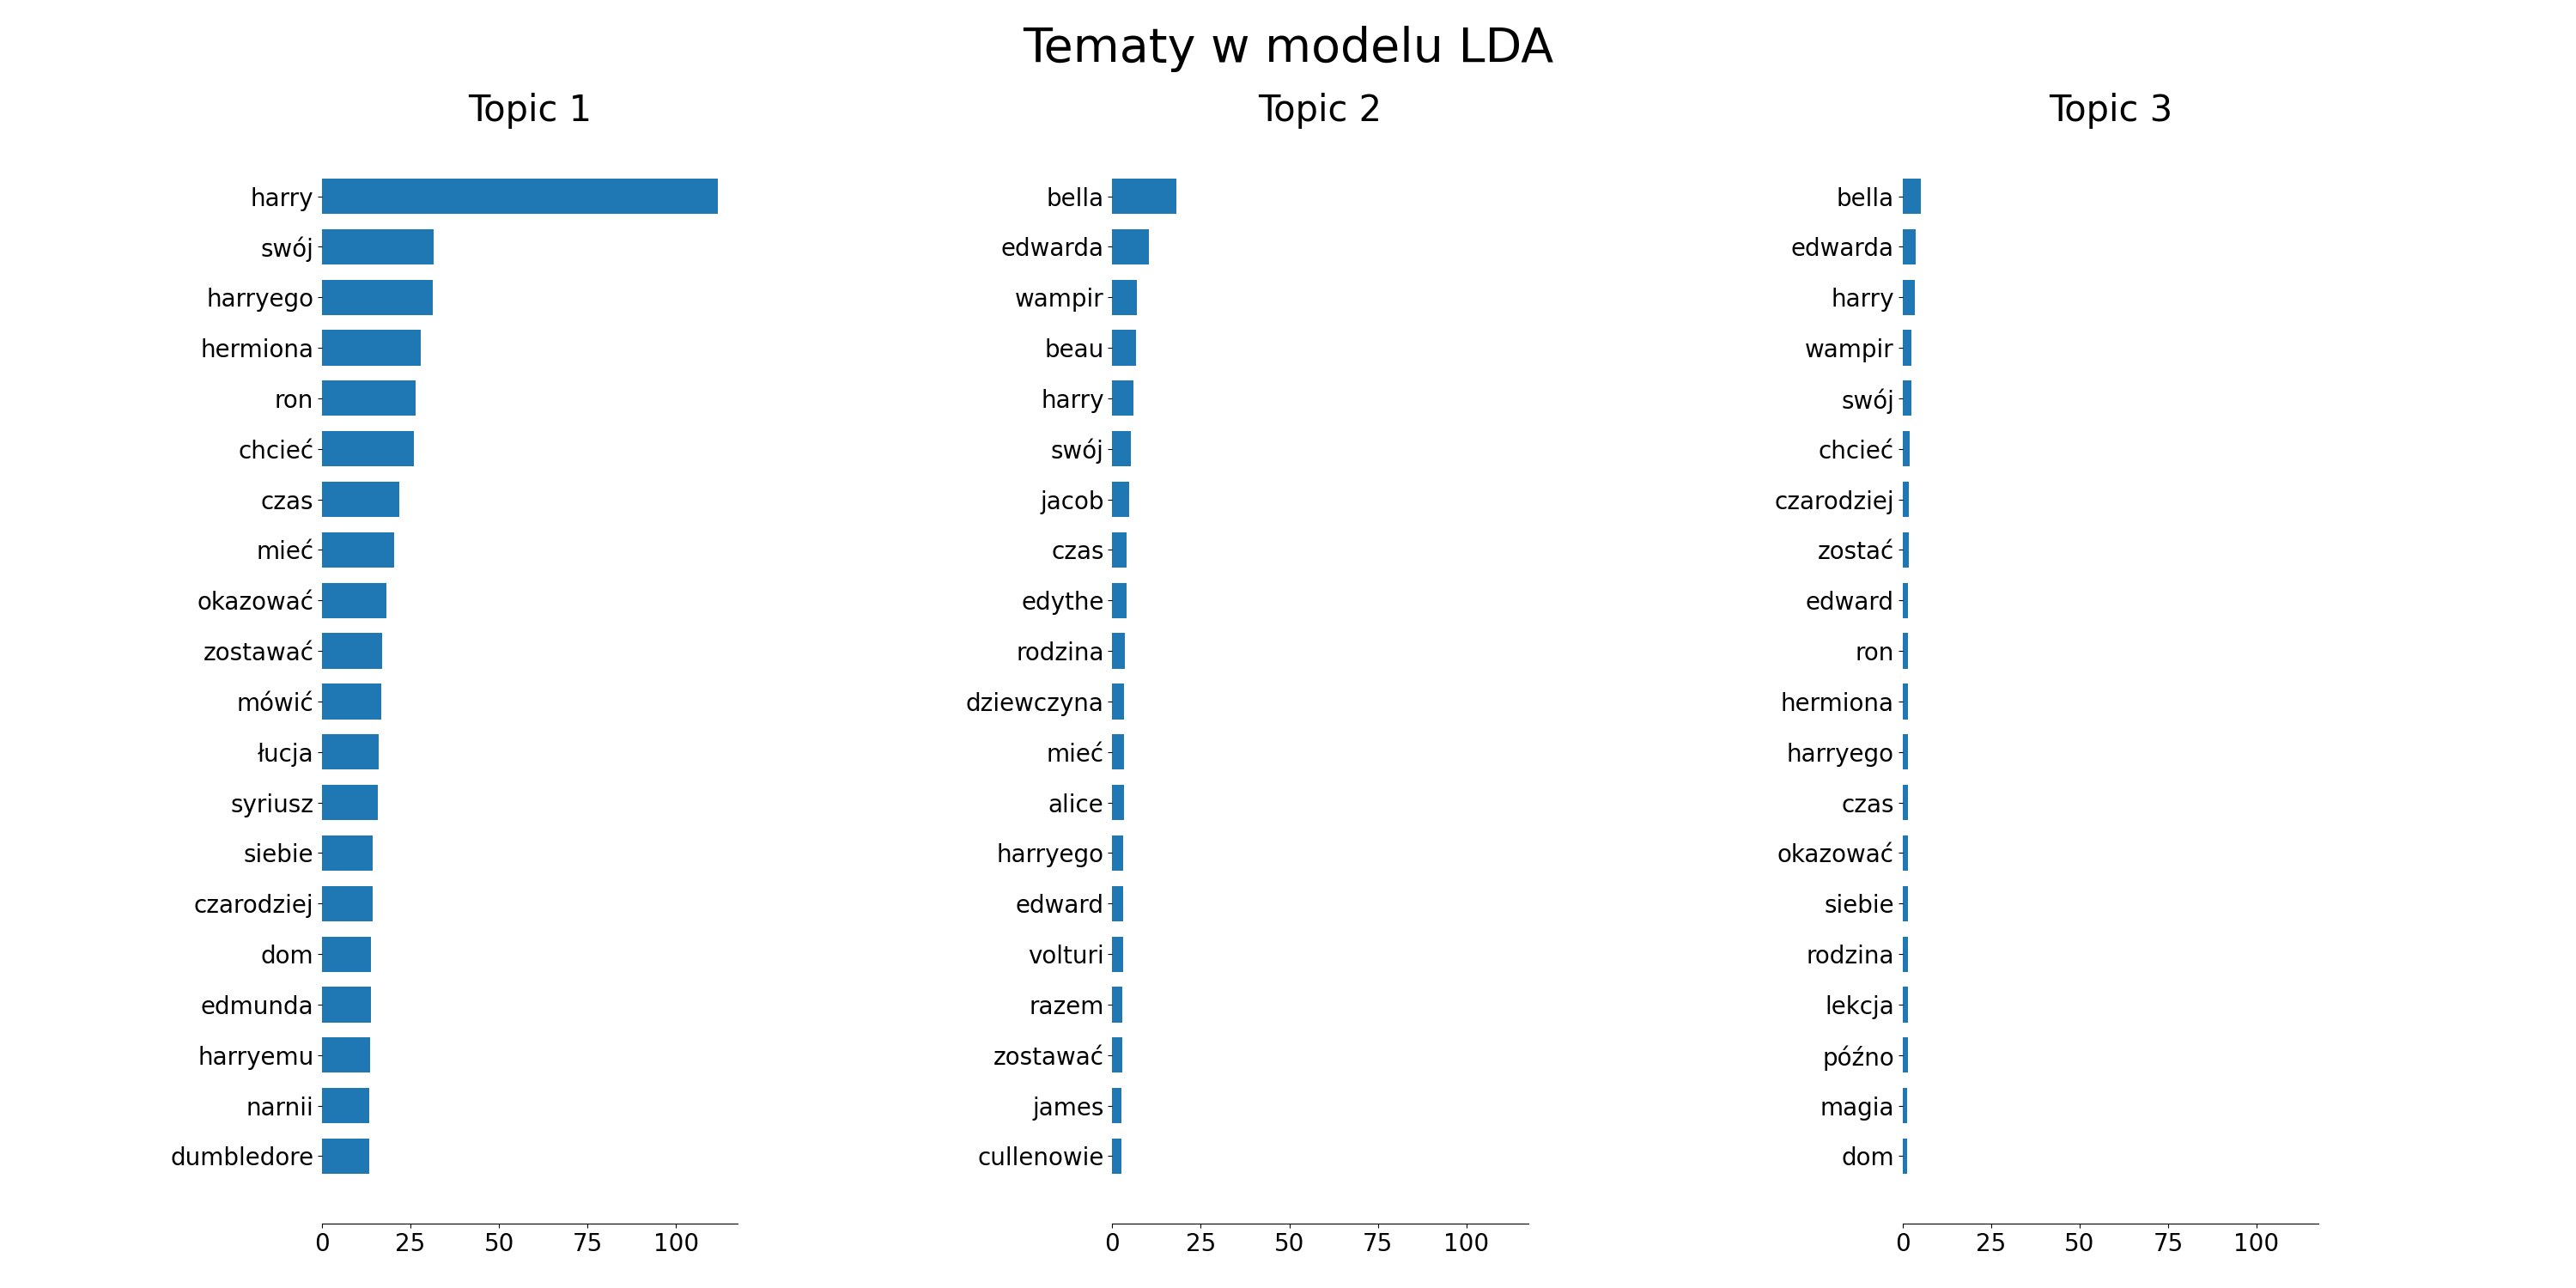 Tematy w modelu LDA
Topic 1
harry
swój
harryego
hermiona
ron
chcieć
czas
mieć
okazować
zostawać
mówić
łucja
syriusz
siebie
czarodziej
dom
edmunda
harryemu
narnii
dumbledore
0 25 50 75 100
Topic 2
bella
edwarda
wampir
beau
harry
swój
jacob
czas
edythe
rodzina
dziewczyna
mieć
alice
harryego
edward
volturi
razem
zostawać
james
cullenowie
0 25 50 75 100
Topic 3
bella
edwarda
harry
wampir
swój
chcieć
czarodziej
zostać
edward
ron
hermiona
harryego
czas
okazować
siebie
rodzina
lekcja
późno
magia
dom
0 25 50 75 100